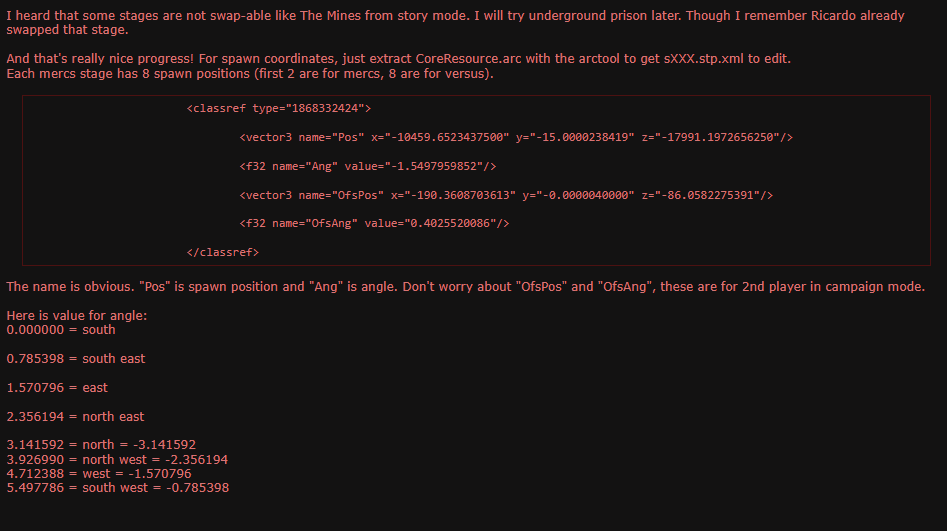 I heard that some stages are not swap-able like The Mines from story mode. I will try underground prison later. Though I remember Ricardo already
swapped that stage.
And that's really nice progress! For spawn coordinates, just extract CoreResource.arc with the arctool to get sXXX.stp.xml to edit.
Each mercs stage has 8 spawn positions (first 2 are for mercs, 8 are for versus).
<classref type="1868332424">
<vector3 name="Pos" x="-10459.6523437500" y="-15.0000238419" z="-17991.1972656250"/>
<f32 name="Ang" value="-1.5497959852"/>
<vector3 name="OfsPos" x="-190.3608703613" y="-0.0000040000" z="-86.0582275391"/>
<f32 name="OfsAng" value="0.4025520086"/>
</classref>
The name is obvious. "Pos" is spawn position and "Ang" is angle. Don't worry about "OfsPos" and "OfsAng", these are for 2nd player in campaign mode.
Here is value for angle:
0.000000 = south
0.785398 = south east
1.570796 = east
2.356194 = north east
3.141592 = north = -3.141592
3.926990 = north west = -2.356194
4.712388 = west = -1.570796
5.497786 = south west = -0.785398